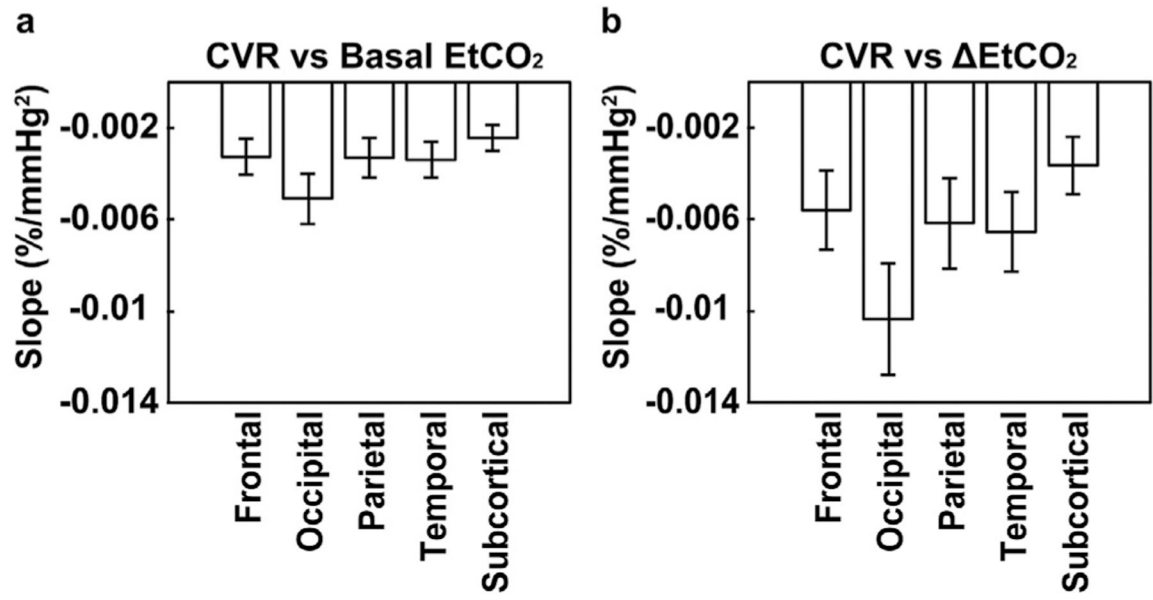 a
CVR vs Basal EtCO₂
Slope (%/mmHg²)
-0.002
-0.006
-0.01
-0.014
Frontal
Occipital
Parietal
Temporal
Subcortical
b
CVR vs ΔEtCO₂
Slope (%/mmHg²)
-0.002
-0.006
-0.01
-0.014
Frontal
Occipital
Parietal
Temporal
Subcortical